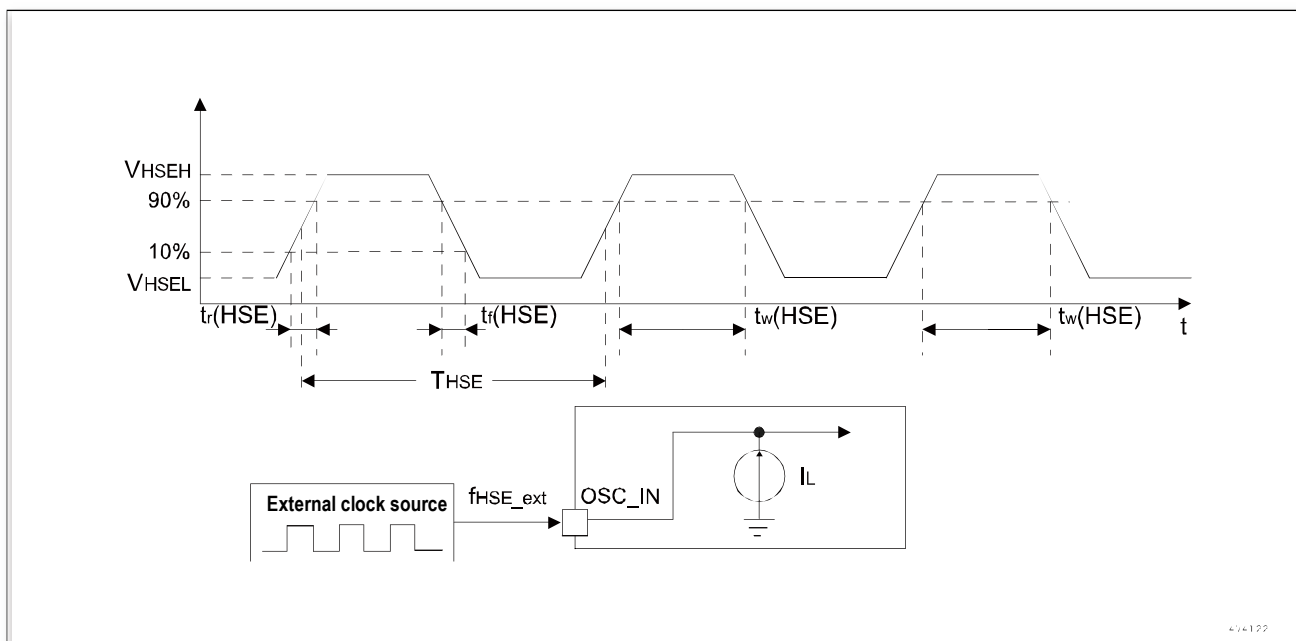 VHSEH
90%
10%
VHSEL
tr(HSE)
tf(HSE)
tw(HSE)
tw(HSE)
t
THSE
External clock source
fHSE_ext
OSC_IN
IL